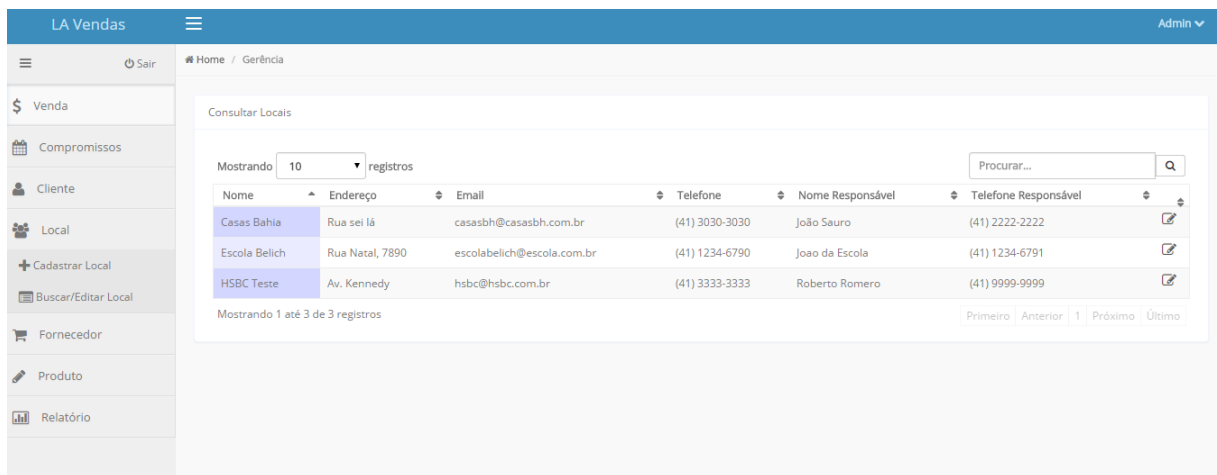 LA Vendas
Admin
Sair
Home / Gerência
Venda
Compromissos
Cliente
Local
Cadastrar Local
Buscar/Editar Local
Fornecedor
Produto
Relatório
Consultar Locais
Mostrando 10 registros
Procurar...
Nome Endereço Email Telefone Nome Responsável Telefone Responsável
Casas Bahia Rua sei lá casasbh@casasbh.com.br (41) 3030-3030 João Sauro (41) 2222-2222
Escola Belich Rua Natal, 7890 escolabelich@escola.com.br (41) 1234-6790 Joao da Escola (41) 1234-6791
HSBC Teste Av. Kennedy hsbc@hsbc.com.br (41) 3333-3333 Roberto Romero (41) 9999-9999
Mostrando 1 até 3 de 3 registros
Primeiro Anterior 1 Próximo Último